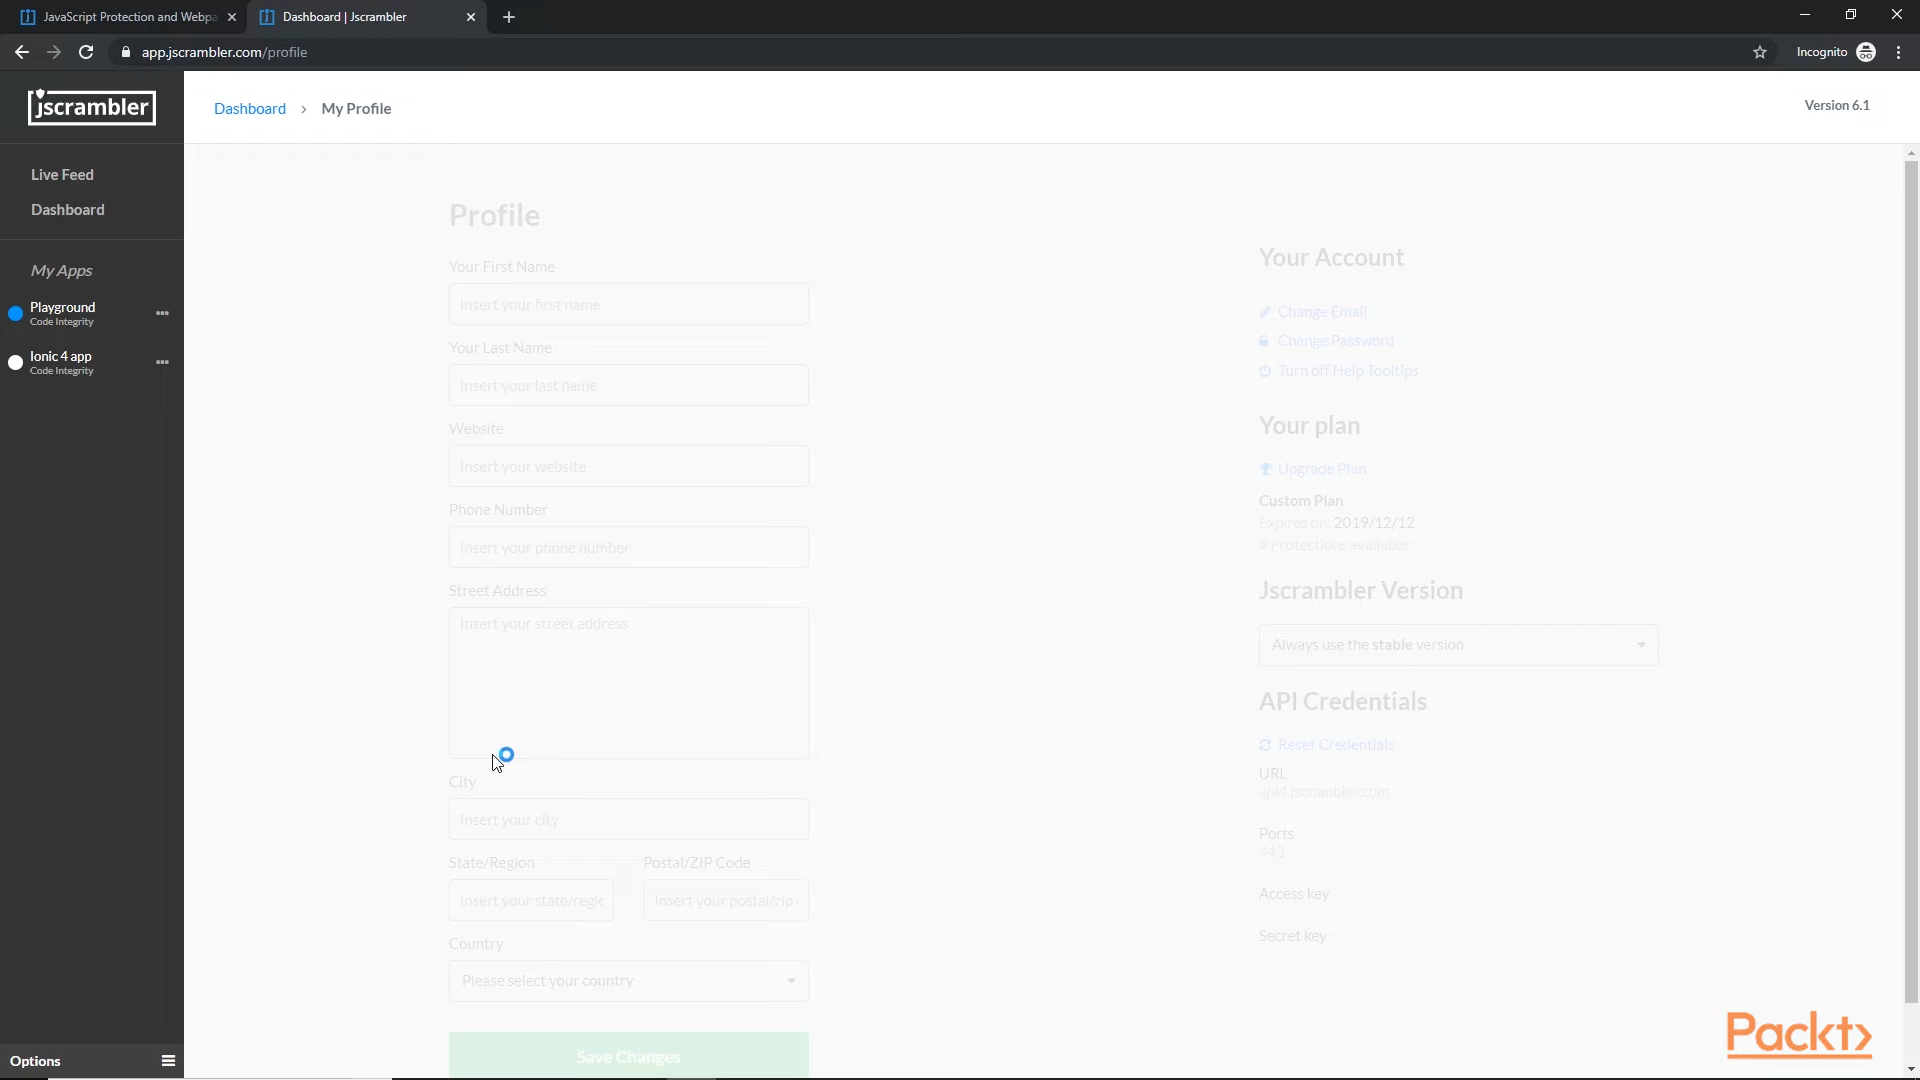 JavaScript Protection and Webpa
Dashboard | Jscrambler
app.jscrambler.com/profile
Incognito
jscrambler
Dashboard > My Profile
Version 6.1
Live Feed
Dashboard
My Apps
Playground
Code Integrity
Ionic 4 app
Code Integrity
Options
Profile
Your First Name
Insert your first name
Your Last Name
Insert your last name
Website
Insert your website
Phone Number
Insert your phone number
Street Address
Insert your street address
City
Insert your city
State/Region
Insert your state/regic
Postal/ZIP Code
Insert your postal/zip
Country
Please select your country
Save Changes
Your Account
Change Email
Change Password
Turn off Help Tooltips
Your plan
Upgrade Plan
Custom Plan
Expires on: 2019/12/12
# Protections available:
Jscrambler Version
Always use the stable version
API Credentials
Reset Credentials
URL
api4.jscrambler.com
Ports
443
Access key
Secret key
Packt>